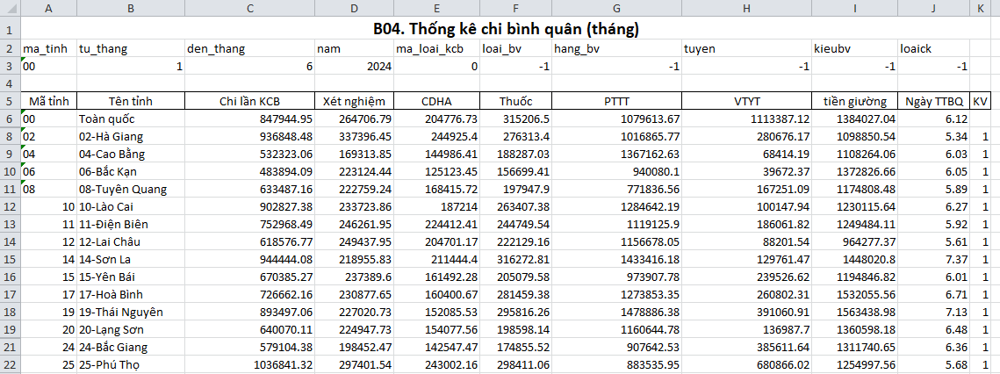 A B C D E F G H I J K
1 B04. Thống kê chi bình quân (tháng)
2 ma_tinh tu_thang den_thang nam ma_loai_kcb loai_bv hang_bv tuyen kieubv loaick
3 00 1 6 2024 0 -1 -1 -1 -1 -1
4
5 Mã tỉnh Tên tỉnh Chi lần KCB Xét nghiệm CDHA Thuốc PTTT VTYT tiền giường Ngày TTBQ KV
6 00 Toàn quốc 847944.95 264706.79 204776.73 315206.5 1079613.67 1113387.12 1384027.04 6.12
8 02 02-Hà Giang 936848.48 337396.45 244925.4 276313.4 1016865.77 280676.17 1098850.54 5.34 1
9 04 04-Cao Bằng 532323.06 169313.85 144986.41 188287.03 1367162.63 68414.19 1108264.06 6.03 1
10 06 06-Bắc Kạn 483894.09 223124.44 125123.45 156699.41 940080.1 39672.37 1372826.66 6.05 1
11 08 08-Tuyên Quang 633487.16 222759.24 168415.72 197947.9 771836.56 167251.09 1174808.48 5.89 1
12 10 10-Lào Cai 902827.38 233723.86 187214 263407.38 1284642.19 100147.94 1230115.64 6.27 1
13 11 11-Điện Biên 752968.49 246261.95 224412.41 244749.54 1119125.9 186061.82 1249484.11 5.92 1
14 12 12-Lai Châu 618576.77 249437.95 204701.17 222129.16 1156678.05 88201.54 964277.37 5.61 1
15 14 14-Sơn La 944444.08 218955.83 211444.4 316272.81 1433416.18 129761.47 1448020.8 7.37 1
16 15 15-Yên Bái 670385.27 237389.6 161492.28 205079.58 973907.78 239526.62 1194846.82 6.01 1
17 17 17-Hoà Bình 726662.16 230877.65 160400.67 281459.38 1273853.35 260802.31 1532055.56 6.71 1
18 19 19-Thái Nguyên 893497.06 227020.73 152085.53 295816.26 1478886.38 391060.91 1563438.98 7.13 1
19 20 20-Lạng Sơn 640070.11 224947.73 154077.56 198598.14 1160644.78 136987.7 1360598.18 6.48 1
21 24 24-Bắc Giang 579104.38 198452.47 142547.47 174855.52 907642.53 385611.64 1311740.65 6.36 1
22 25 25-Phú Thọ 1036841.32 297401.54 243002.16 298411.06 883535.95 680866.02 1254997.56 5.68 1